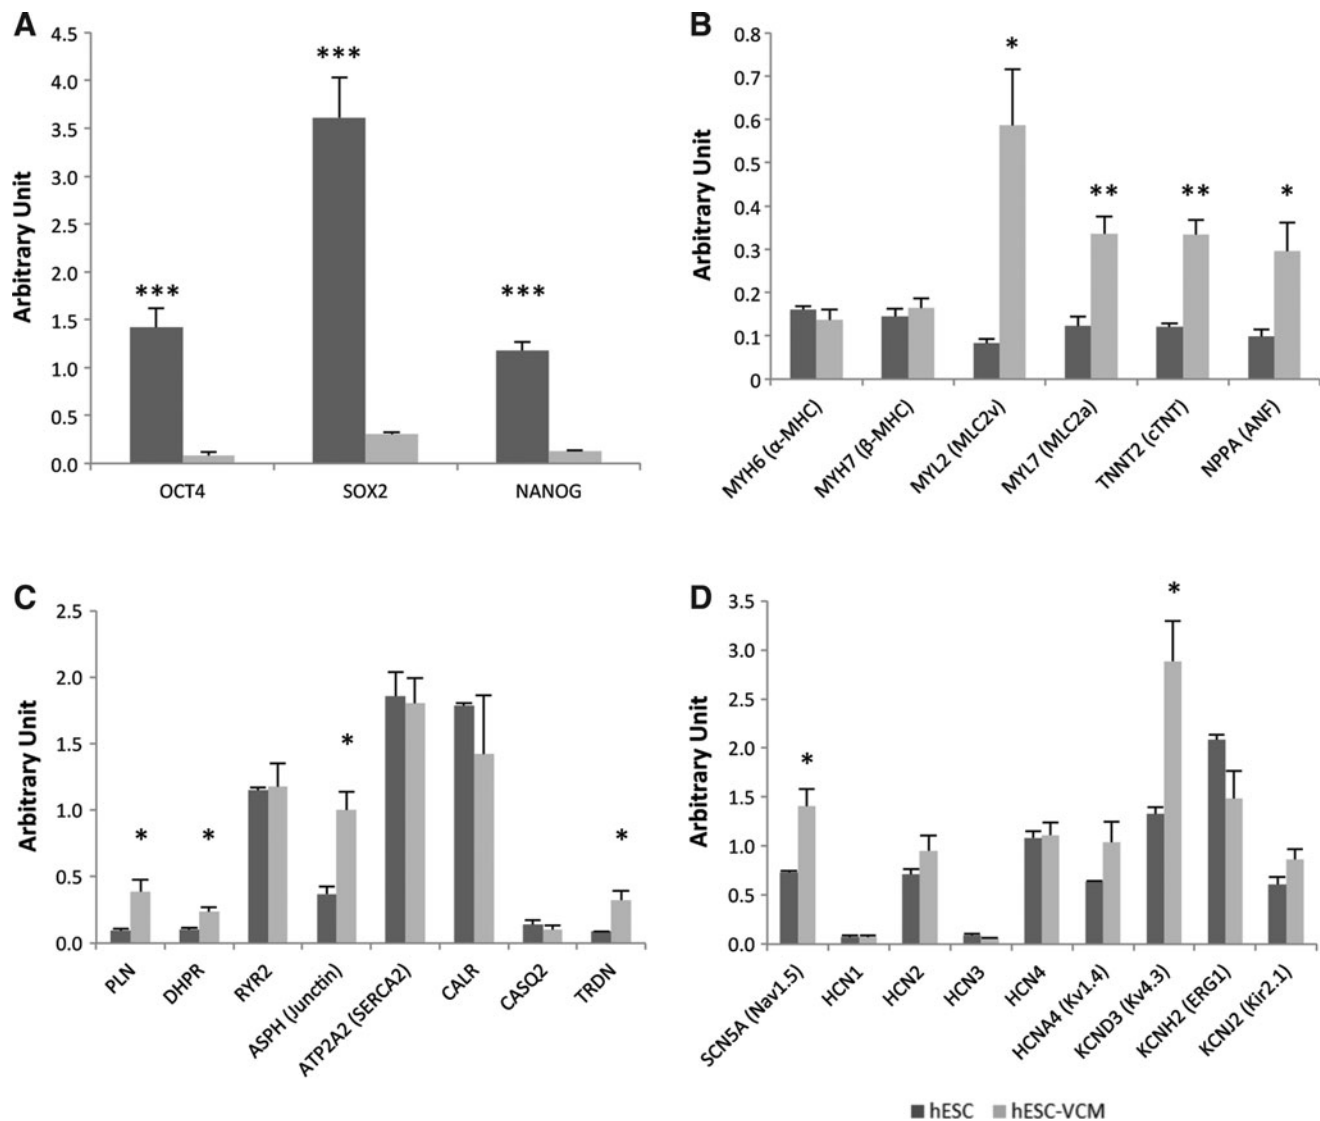 A
Arbitrary Unit
4.5
4.0
3.5
3.0
2.5
2.0
1.5
1.0
0.5
0.0
***
***
***
OCT4
SOX2
NANOG
B
Arbitrary Unit
0.8
0.7
0.6
0.5
0.4
0.3
0.2
0.1
0
*
**
**
*
MYH6 (α-MHC)
MYH7 (β-MHC)
MYL2 (MLC2v)
MYL7 (MLC2a)
TNNT2 (cTNT)
NPPA (ANF)
C
Arbitrary Unit
2.5
2.0
1.5
1.0
0.5
0.0
*
*
*
*
PLN
DHPR
RYR2
ASPH (Junctin)
ATP2A2 (SERCA2)
CALR
CASQ2
TRDN
D
Arbitrary Unit
3.5
3.0
2.5
2.0
1.5
1.0
0.5
0.0
*
*
SCN5A (Nav1.5)
HCN1
HCN2
HCN3
HCN4
HCNA4 (Kv1.4)
KCND3 (Kv4.3)
KCNH2 (ERG1)
KCNJ2 (Kir2.1)
hESC hESC-VCM